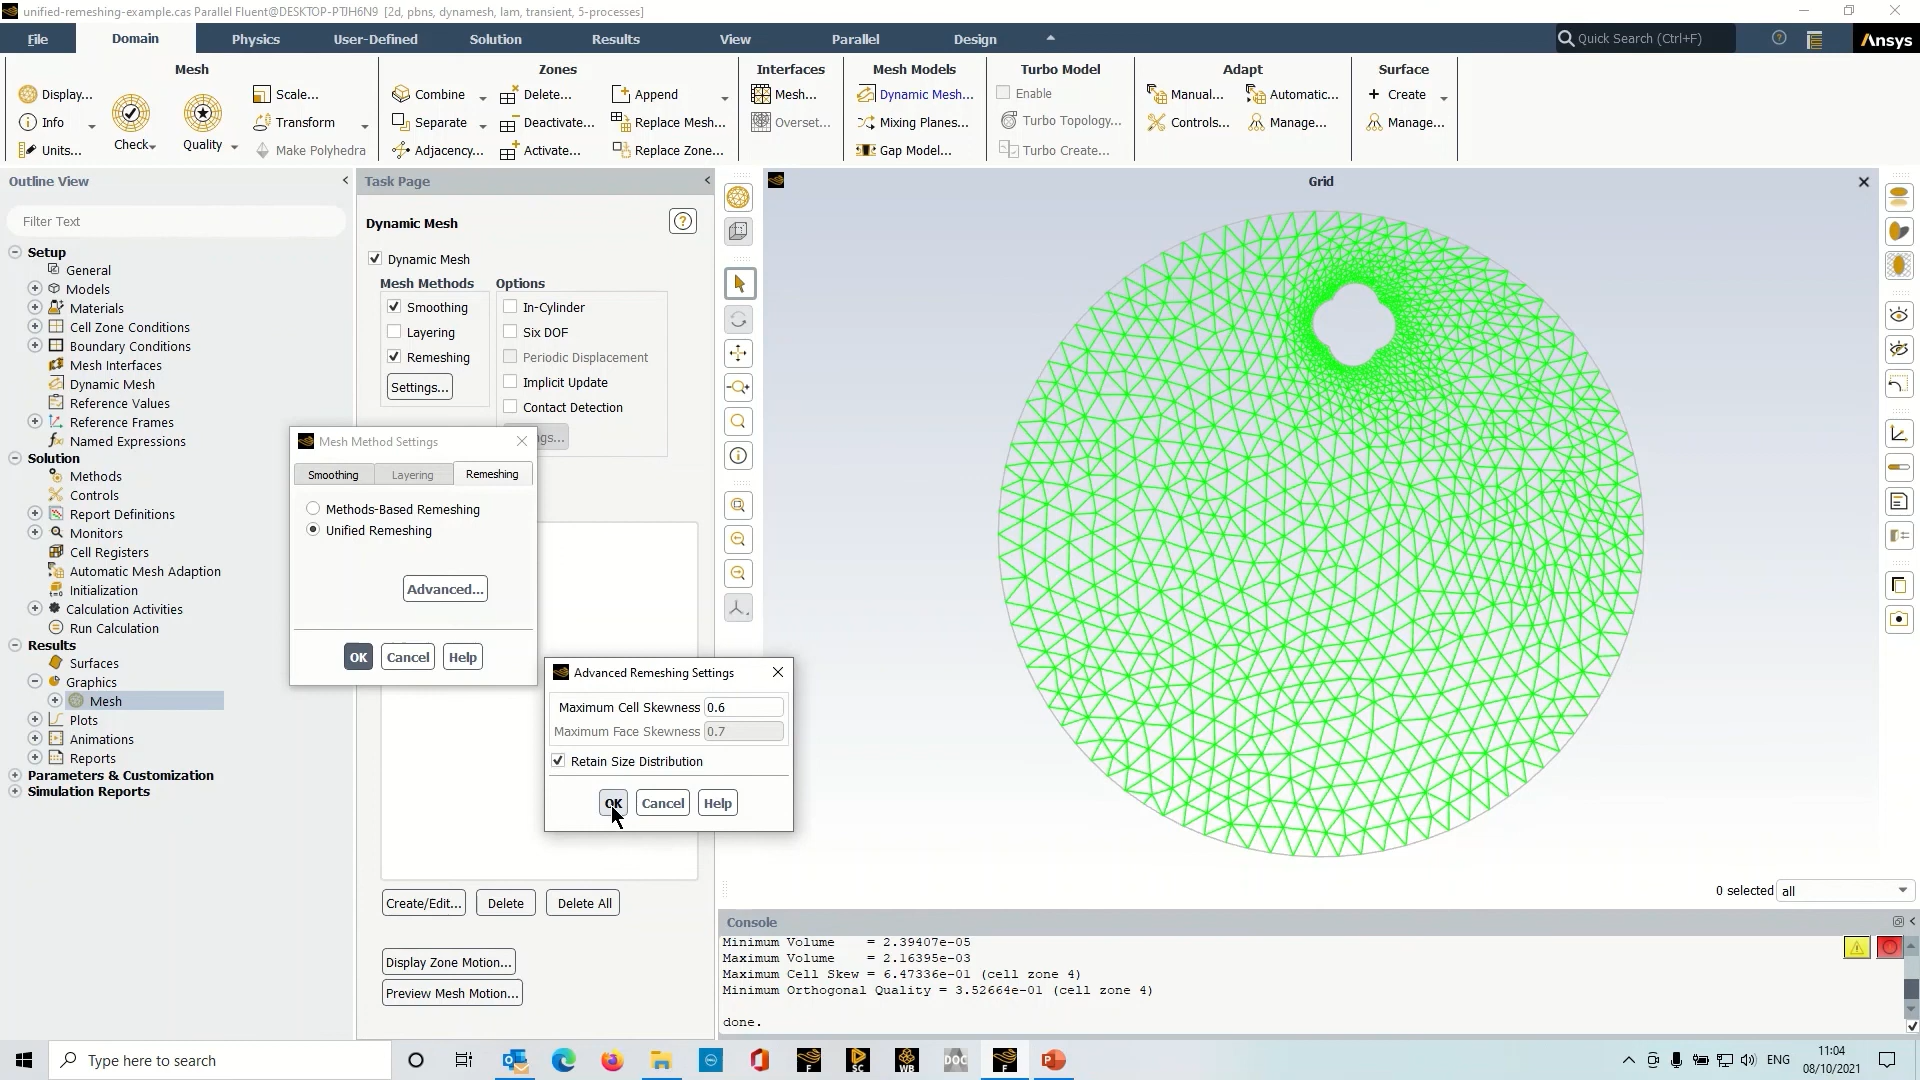 unified-remeshing-example.cas Parallel Fluent@DESKTOP-PTJH6N9 [2d, pbns, dynamesh, lam, transient, 5-processes]
File Domain Physics User-Defined Solution Results View Parallel Design Quick Search (Ctrl+F) Ansys
Mesh Zones Interfaces Mesh Models Turbo Model Adapt Surface
Display... Scale... Combine Delete... Append Mesh... Dynamic Mesh... Enable Manual... Automatic... Create
Info Check Quality Transform Separate Deactivate... Replace Mesh... Overset... Mixing Planes... Turbo Topology... Controls... Manage... Manage...
Units... Make Polyhedra Adjacency... Activate... Replace Zone... Gap Model... Turbo Create...
Outline View
Filter Text
Setup
General
Models
Materials
Cell Zone Conditions
Boundary Conditions
Mesh Interfaces
Dynamic Mesh
Reference Values
Reference Frames
Named Expressions
Solution
Methods
Controls
Report Definitions
Monitors
Cell Registers
Automatic Mesh Adaption
Initialization
Calculation Activities
Run Calculation
Results
Surfaces
Graphics
Mesh
Plots
Animations
Reports
Parameters & Customization
Simulation Reports
Task Page
Dynamic Mesh
Dynamic Mesh
Mesh Methods Options
Smoothing In-Cylinder
Layering Six DOF
Remeshing Periodic Displacement
Settings... Implicit Update
Contact Detection
Mesh Method Settings
Smoothing Layering Remeshing
Methods-Based Remeshing
Unified Remeshing
Advanced...
OK Cancel Help
Advanced Remeshing Settings
Maximum Cell Skewness 0.6
Maximum Face Skewness 0.7
Retain Size Distribution
OK Cancel Help
Create/Edit... Delete Delete All
Display Zone Motion...
Preview Mesh Motion...
Grid
0 selected all
Console
Minimum Volume = 2.39407e-05
Maximum Volume = 2.16395e-03
Maximum Cell Skew = 6.47336e-01 (cell zone 4)
Minimum Orthogonal Quality = 3.52664e-01 (cell zone 4)
done.
Type here to search
F SC WB DOC F P
ENG
11:04
08/10/2021